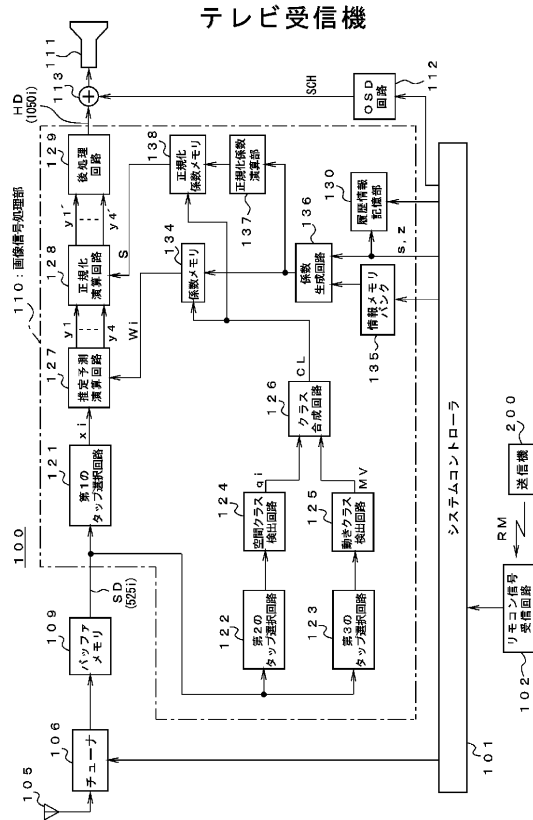 テレビ受信機
100
110:画像信号処理部
105
106
チューナ
109
バッファ
メモリ
SD
(525i)
121
第1の
タップ選択回路
xi
127
推定予測
演算回路
y1
y4
128
正規化
演算回路
y1´
y4´
129
後処理
回路
HD
(1050i)
113
111
Wi
S
134
係数メモリ
138
正規化
係数メモリ
SCH
122
第2の
タップ選択回路
124
空間クラス
検出回路
qi
126
クラス
合成回路
CL
137
正規化係数
演算部
112
OSD
回路
123
第3の
タップ選択回路
125
動きクラス
検出回路
MV
136
係数
生成回路
130
履歴情報
記憶部
135
情報メモリ
バンク
s,z
101
システムコントローラ
102
リモコン信号
受信回路
RM
200
送信機